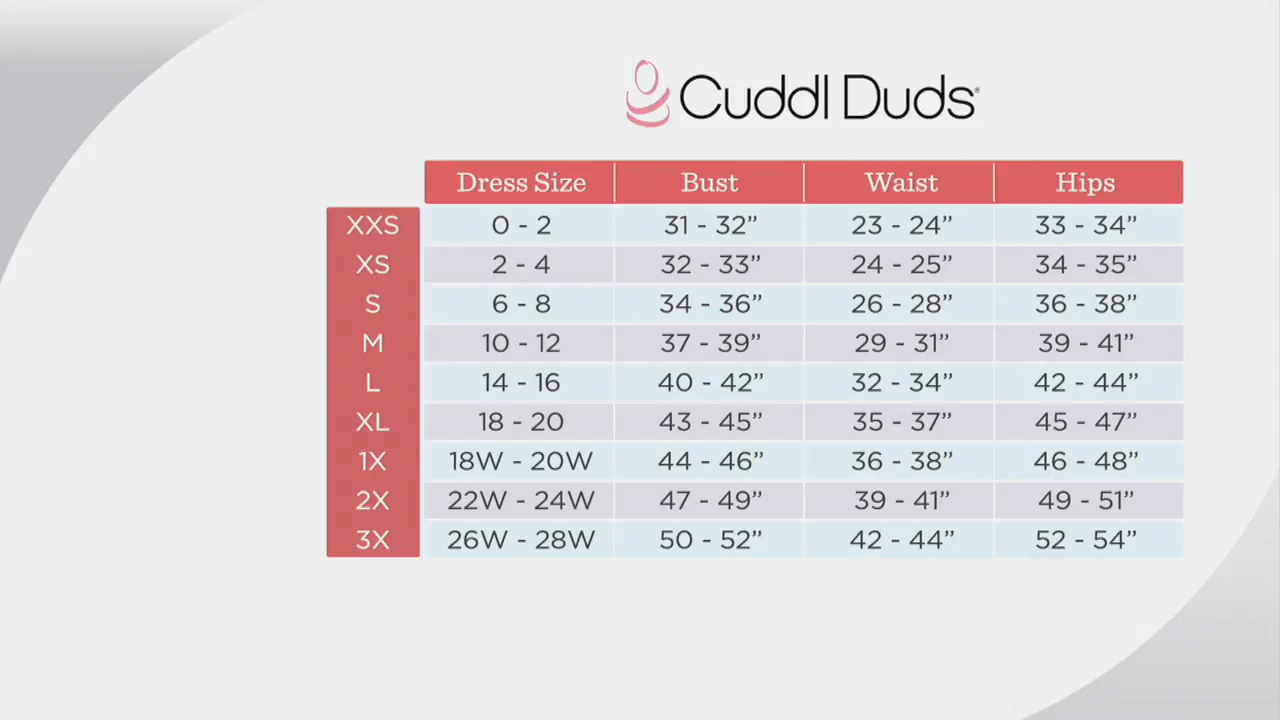 Cuddl Duds®
Dress Size Bust Waist Hips
XXS 0 - 2 31 - 32” 23 - 24” 33 - 34”
XS 2 - 4 32 - 33” 24 - 25” 34 - 35”
S 6 - 8 34 - 36” 26 - 28” 36 - 38”
M 10 - 12 37 - 39” 29 - 31” 39 - 41”
L 14 - 16 40 - 42” 32 - 34” 42 - 44”
XL 18 - 20 43 - 45” 35 - 37” 45 - 47”
1X 18W - 20W 44 - 46” 36 - 38” 46 - 48”
2X 22W - 24W 47 - 49” 39 - 41” 49 - 51”
3X 26W - 28W 50 - 52” 42 - 44” 52 - 54”